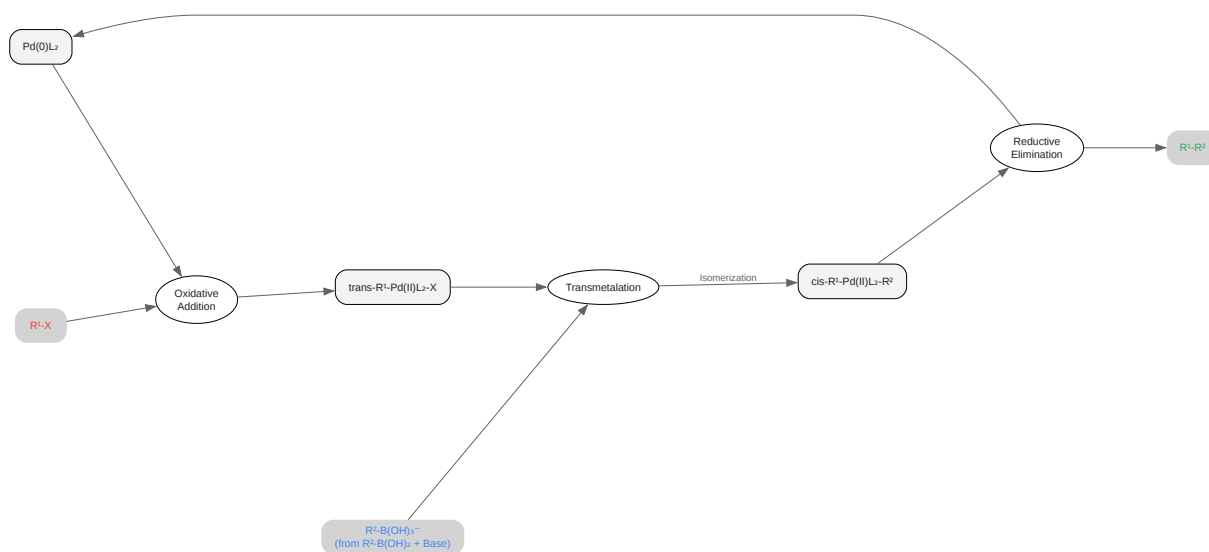 Pd(0)L₂
Reductive
Elimination
R¹-R²
Isomerization
Oxidative
Addition
trans-R¹-Pd(II)L₂-X
Transmetalation
cis-R¹-Pd(II)L₂-R²
R¹-X
R²-B(OH)₃⁻
(from R²-B(OH)₂ + Base)